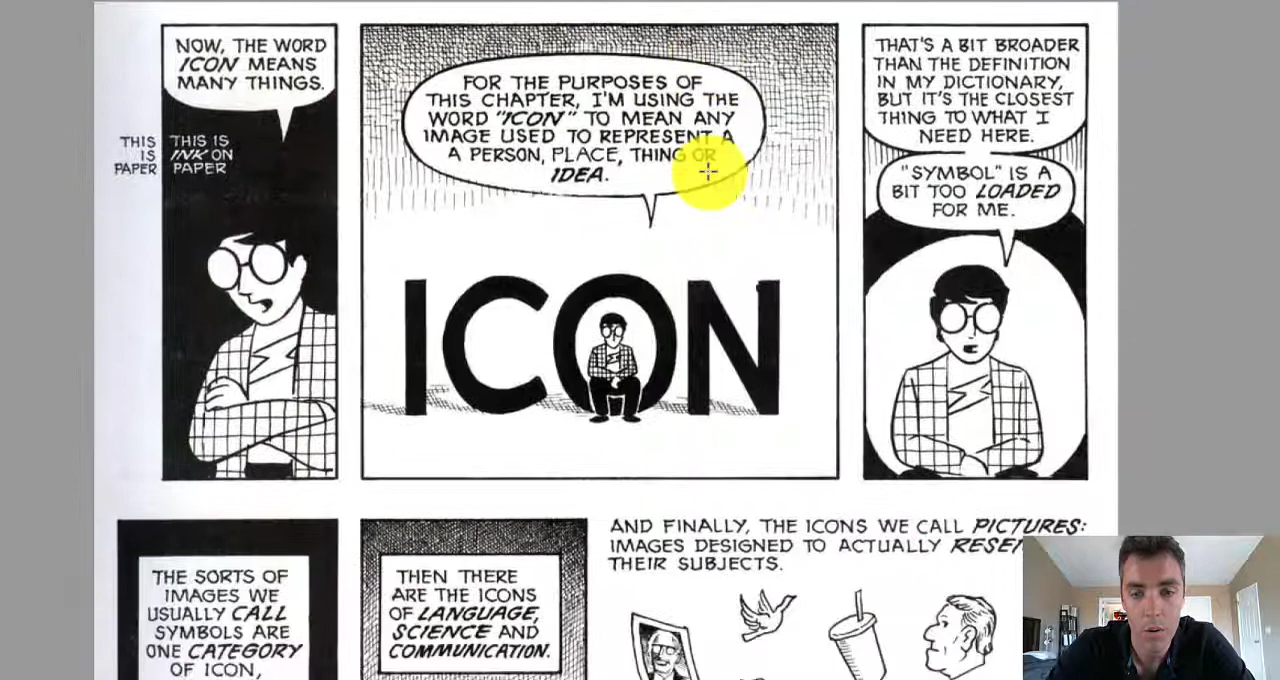 NOW, THE WORD
ICON MEANS
MANY THINGS.
THIS
IS
PAPER
THIS IS
INK ON
PAPER
FOR THE PURPOSES OF
THIS CHAPTER, I'M USING THE
WORD "ICON" TO MEAN ANY
IMAGE USED TO REPRESENT A
A PERSON, PLACE, THING OR
IDEA.
ICON
THAT'S A BIT BROADER
THAN THE DEFINITION
IN MY DICTIONARY,
BUT IT'S THE CLOSEST
THING TO WHAT I
NEED HERE.
"SYMBOL" IS A
BIT TOO LOADED
FOR ME.
THE SORTS OF
IMAGES WE
USUALLY CALL
SYMBOLS ARE
ONE CATEGORY
OF ICON,
THEN THERE
ARE THE ICONS
OF LANGUAGE,
SCIENCE AND
COMMUNICATION.
AND FINALLY, THE ICONS WE CALL PICTURES:
IMAGES DESIGNED TO ACTUALLY
THEIR SUBJECTS.